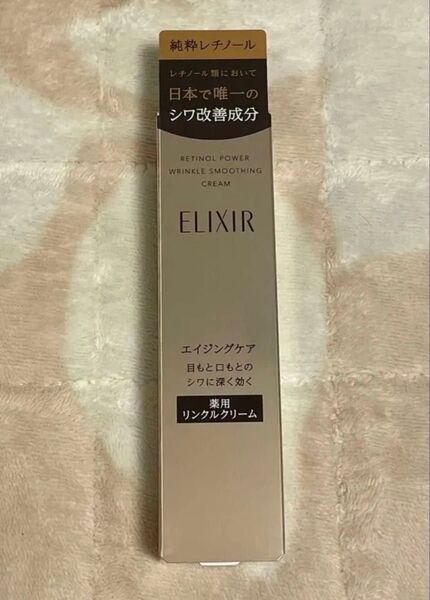 純粋レチノール
レチノール類において
日本で唯一の
シワ改善成分
RETINOL POWER
WRINKLE SMOOTHING
CREAM
ELIXIR
エイジングケア
目もと口もとの
シワに深く効く
薬用
リンクルクリーム